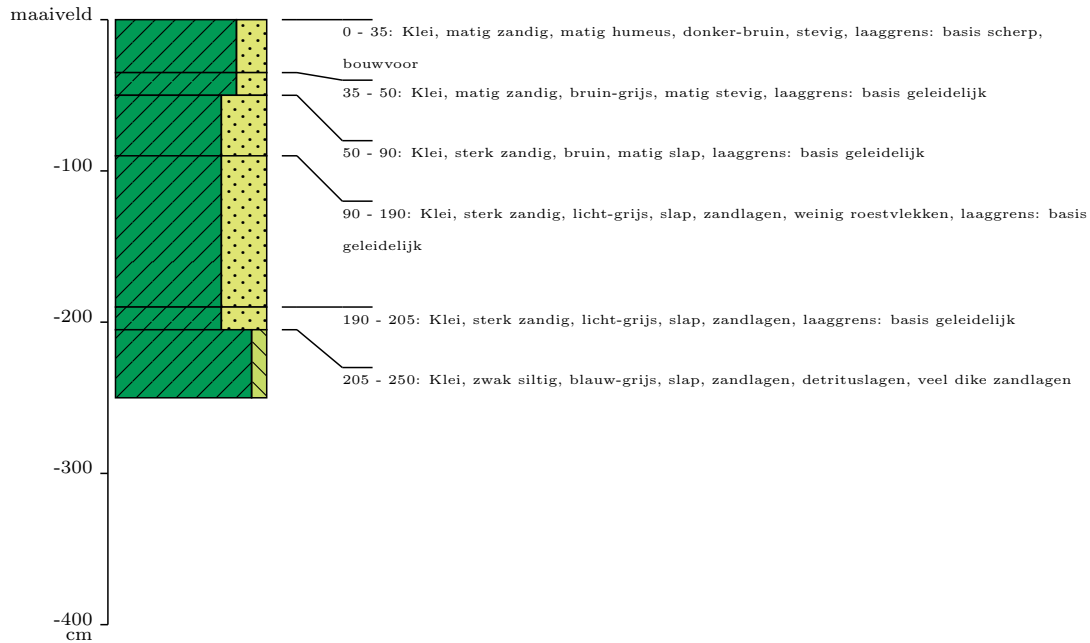 maaiveld
0 - 35: Klei, matig zandig, matig humeus, donker-bruin, stevig, laaggrens: basis scherp,
bouwvoor
35 - 50: Klei, matig zandig, bruin-grijs, matig stevig, laaggrens: basis geleidelijk
50 - 90: Klei, sterk zandig, bruin, matig slap, laaggrens: basis geleidelijk
-100
90 - 190: Klei, sterk zandig, licht-grijs, slap, zandlagen, weinig roestvlekken, laaggrens: basis
geleidelijk
-200
190 - 205: Klei, sterk zandig, licht-grijs, slap, zandlagen, laaggrens: basis geleidelijk
205 - 250: Klei, zwak siltig, blauw-grijs, slap, zandlagen, detrituslagen, veel dike zandlagen
-300
-400
cm